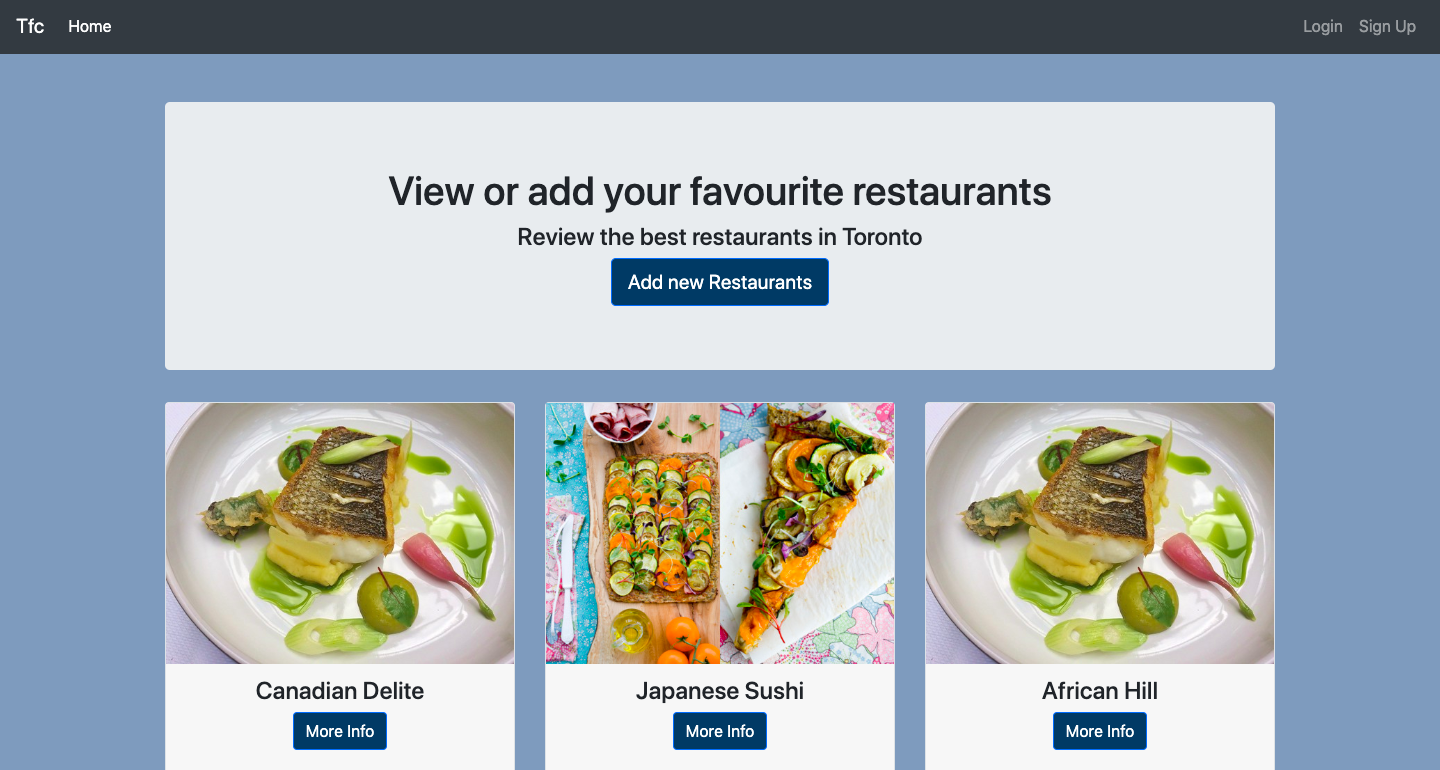 Tfc Home Login Sign Up
View or add your favourite restaurants
Review the best restaurants in Toronto
Add new Restaurants
Canadian Delite
More Info
Japanese Sushi
More Info
African Hill
More Info